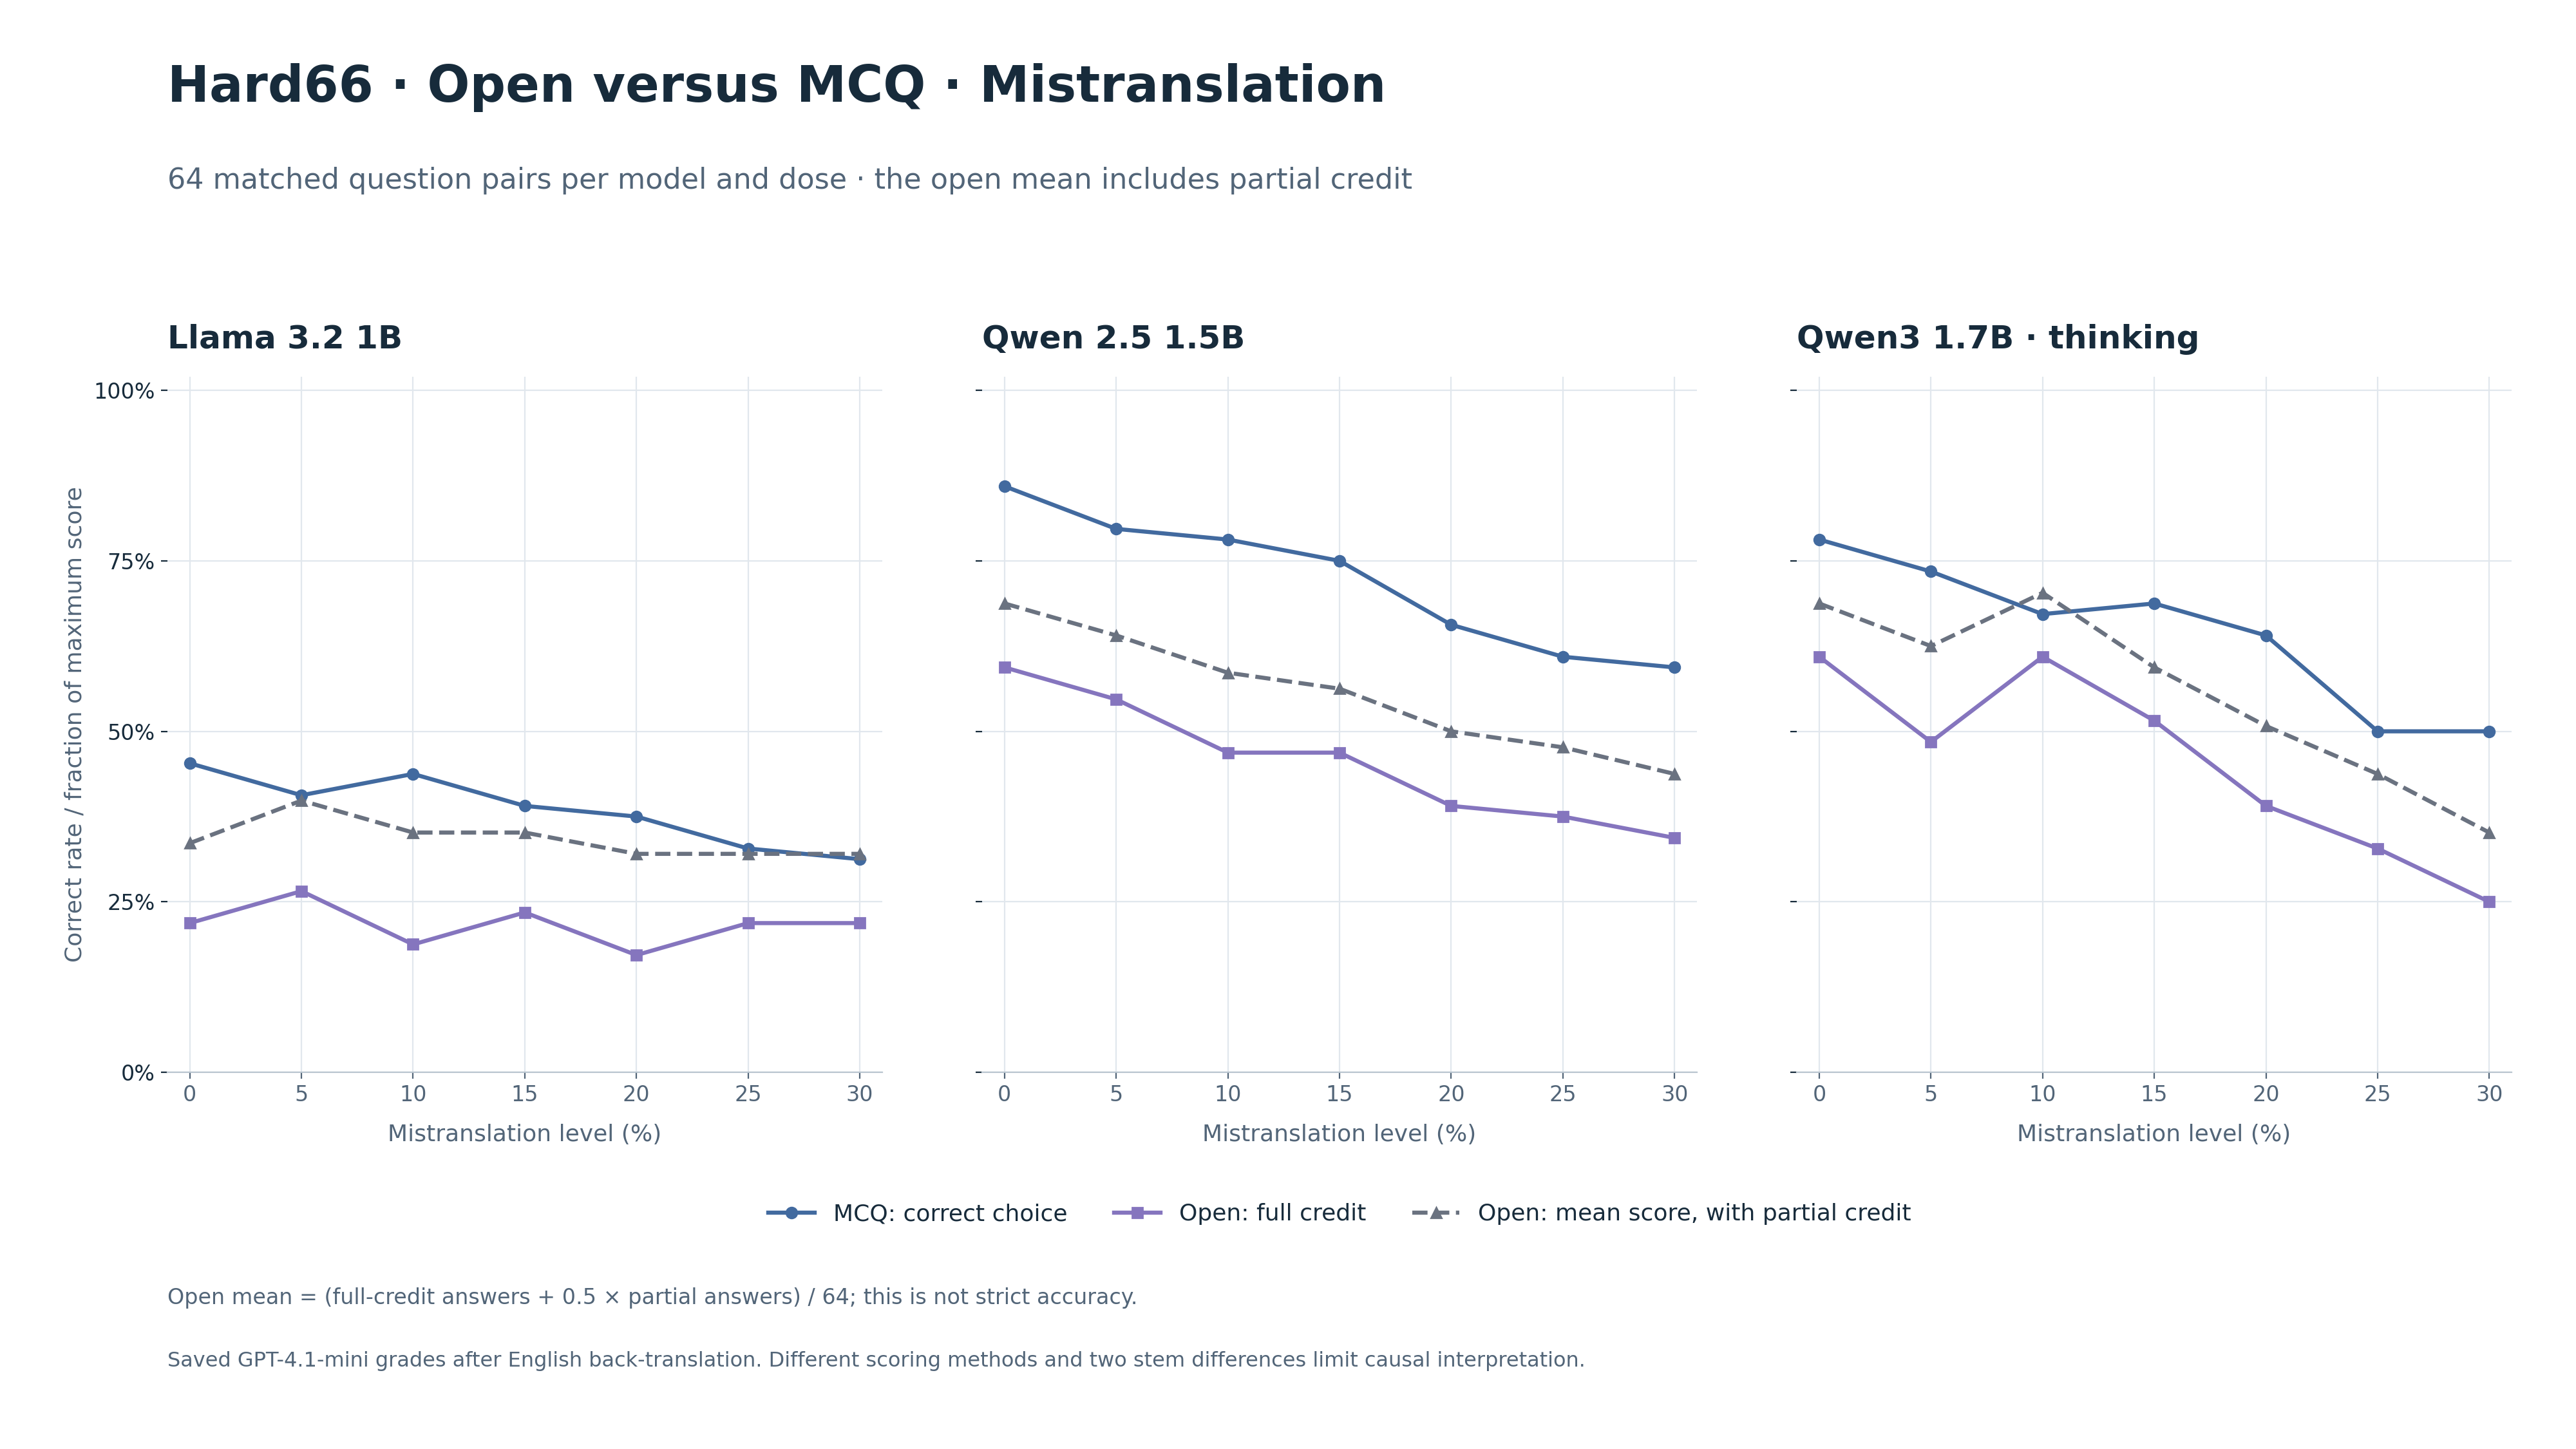 Hard66 · Open versus MCQ · Mistranslation
64 matched question pairs per model and dose · the open mean includes partial credit
Llama 3.2 1B
Qwen 2.5 1.5B
Qwen3 1.7B · thinking
Correct rate / fraction of maximum score
100%
75%
50%
25%
0%
0 5 10 15 20 25 30
0 5 10 15 20 25 30
0 5 10 15 20 25 30
Mistranslation level (%)
Mistranslation level (%)
Mistranslation level (%)
MCQ: correct choice
Open: full credit
Open: mean score, with partial credit
Open mean = (full-credit answers + 0.5 × partial answers) / 64; this is not strict accuracy.
Saved GPT-4.1-mini grades after English back-translation. Different scoring methods and two stem differences limit causal interpretation.